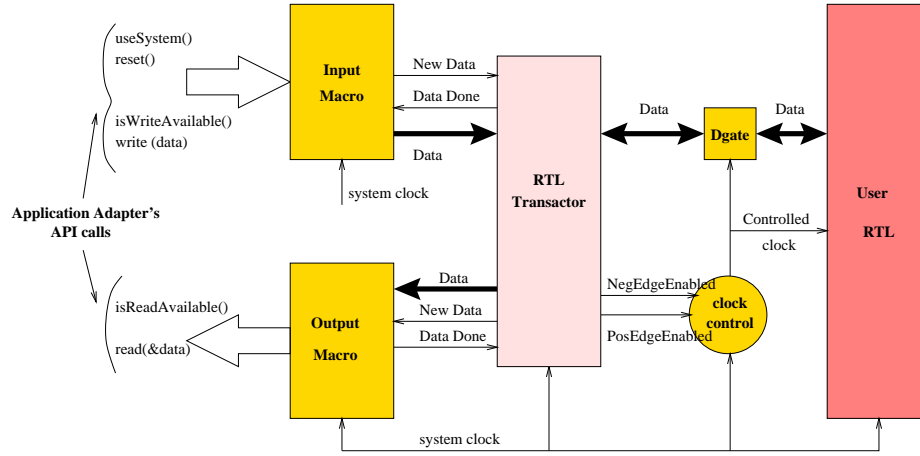 useSystem()
reset()
isWriteAvailable()
write (data)
Application Adapter's
API calls
isReadAvailable()
read(&data)
Input
Macro
New Data
Data Done
Data
system clock
Output
Macro
Data
New Data
Data Done
system clock
RTL
Transactor
Data
Dgate
Data
Controlled
clock
NegEdgeEnabled
PosEdgeEnabled
clock
control
User
RTL